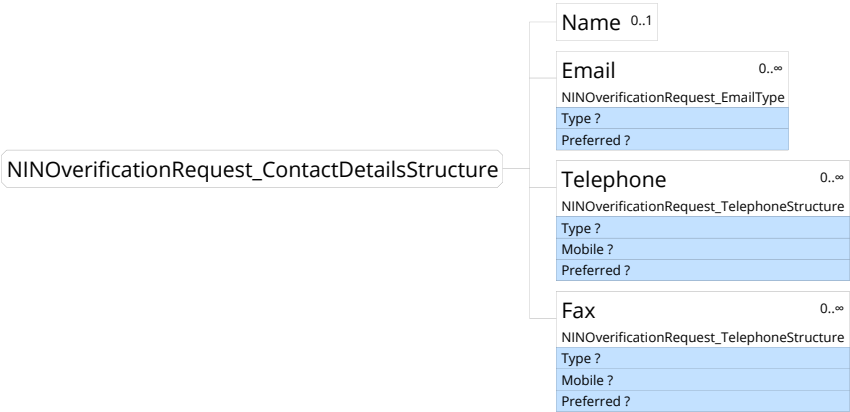 NINOverificationRequest_ContactDetailsStructure
Name 0..1
Email 0..∞
NINOverificationRequest_EmailType
Type ?
Preferred ?
Telephone 0..∞
NINOverificationRequest_TelephoneStructure
Type ?
Mobile ?
Preferred ?
Fax 0..∞
NINOverificationRequest_TelephoneStructure
Type ?
Mobile ?
Preferred ?